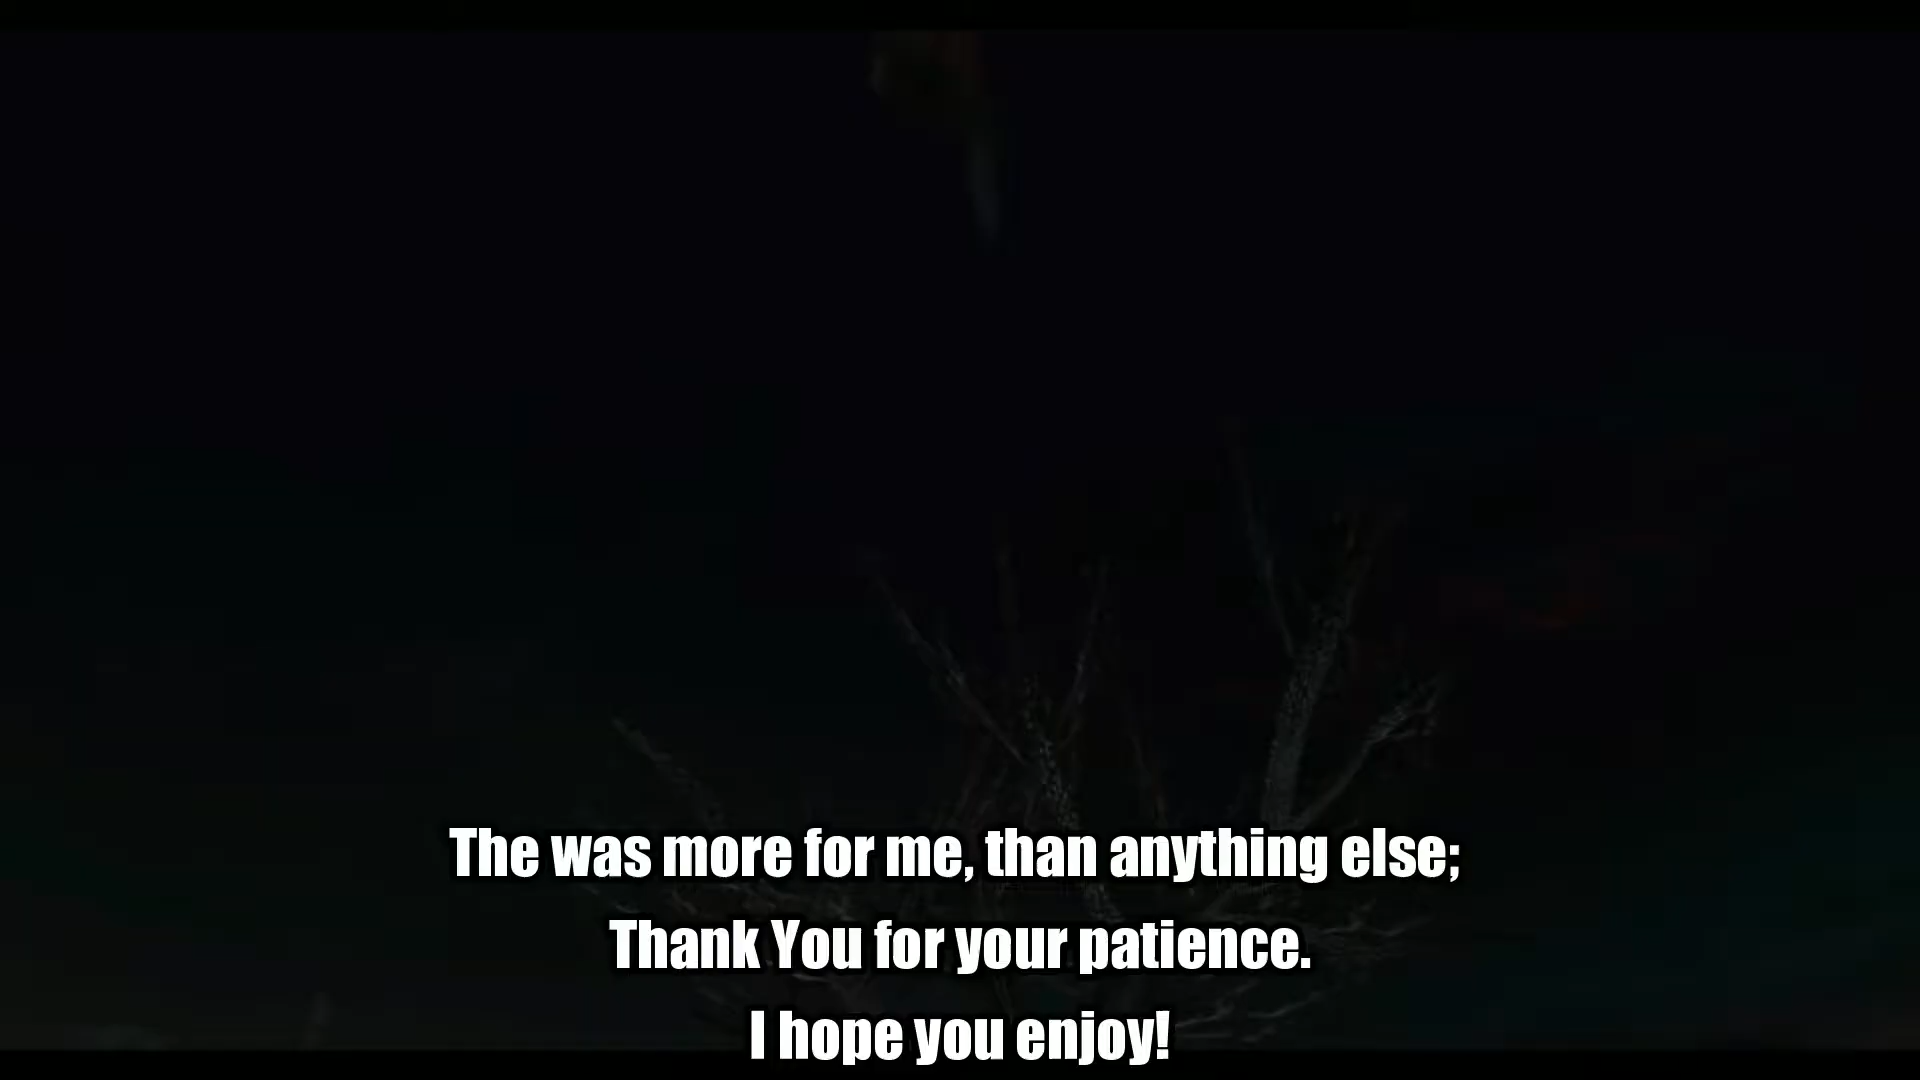 The was more for me, than anything else;
Thank You for your patience.
I hope you enjoy!